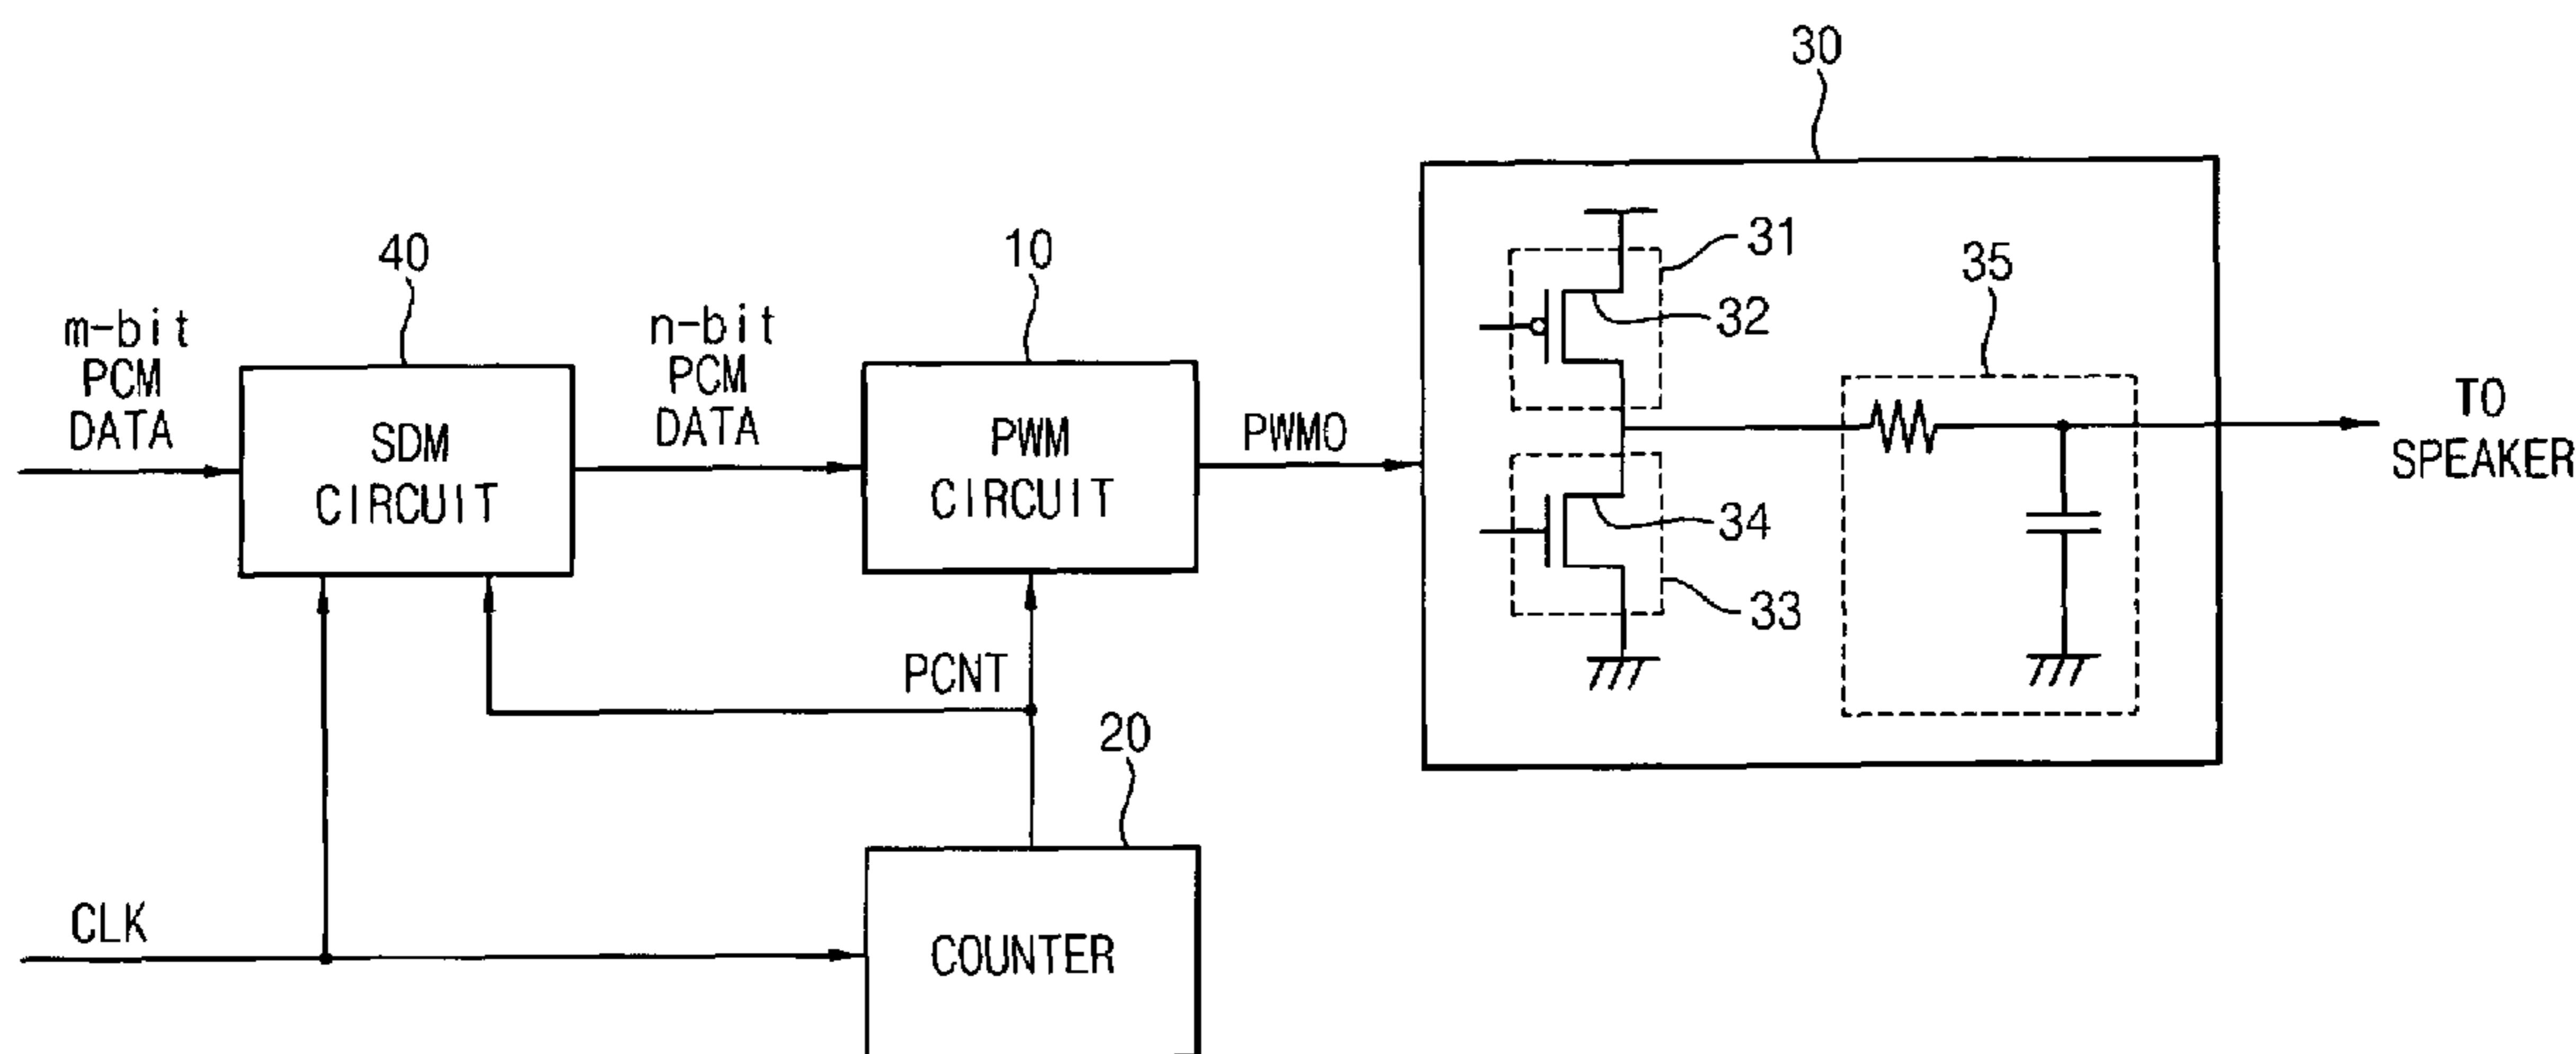 30
40
10
31
35
m-bit
PCM
DATA
n-bit
PCM
DATA
32
SDM
CIRCUIT
PWM
CIRCUIT
PWMO
TO
SPEAKER
34
33
PCNT
20
CLK
COUNTER